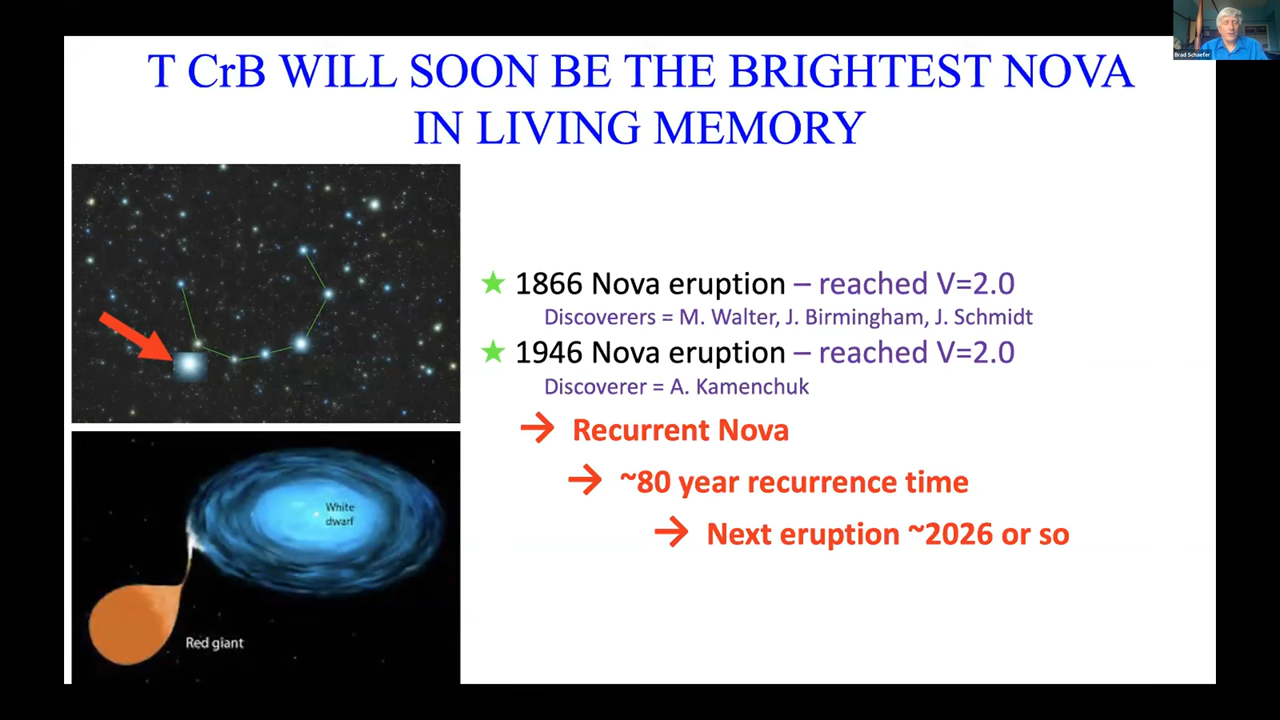 Brad Schaefer
T CrB WILL SOON BE THE BRIGHTEST NOVA
IN LIVING MEMORY
★ 1866 Nova eruption – reached V=2.0
Discoverers = M. Walter, J. Birmingham, J. Schmidt
★ 1946 Nova eruption – reached V=2.0
Discoverer = A. Kamenchuk
→ Recurrent Nova
→ ~80 year recurrence time
→ Next eruption ~2026 or so
White
dwarf
Red giant